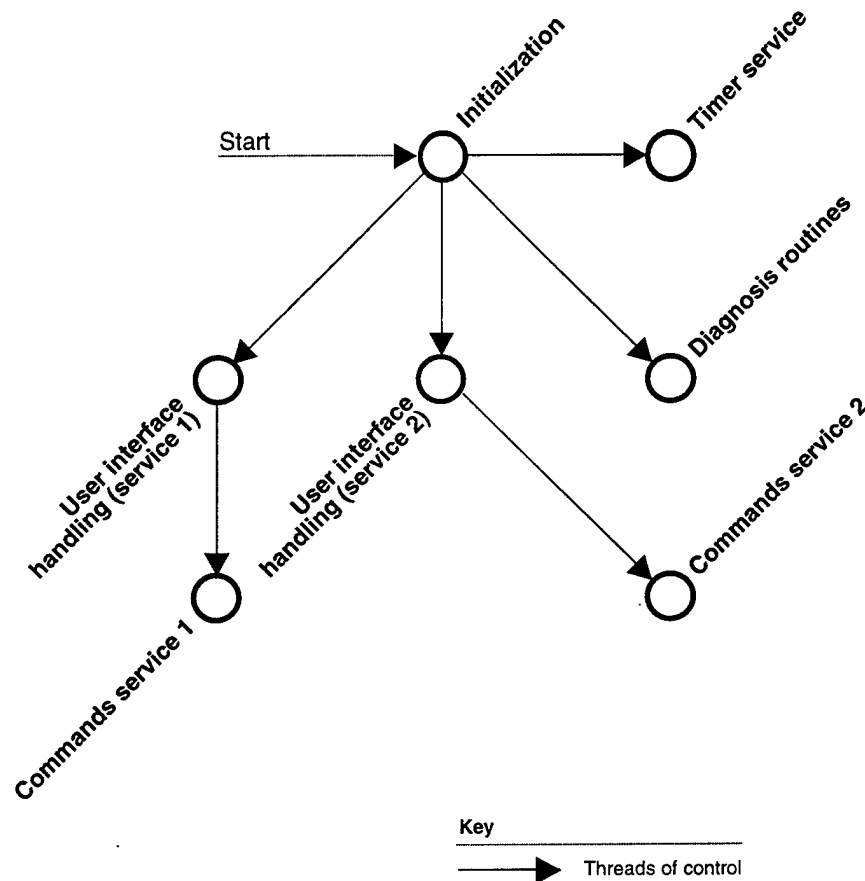 Initialization
Timer service
Start
Diagnosis routines
User interface
handling (service 1)
User interface
handling (service 2)
Commands service 2
Commands service 1
Key
Threads of control